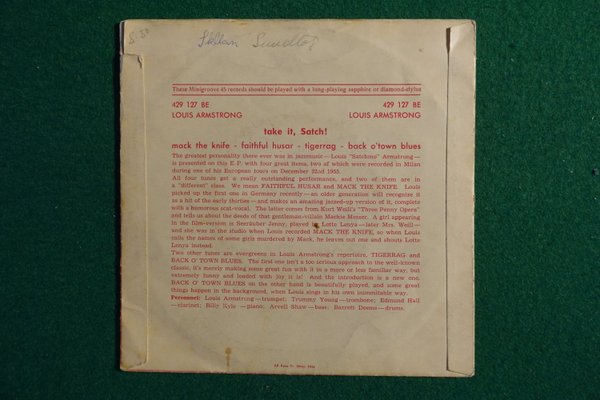 These Minigroove 45 records should be played with a long-playing sapphire or diamond-stylus
429 127 BE 429 127 BE
LOUIS ARMSTRONG LOUIS ARMSTRONG
take it, Satch!
mack the knife - faithful husar - tigerrag - back o'town blues
The greatest personality there ever was in jazzmusic — Louis "Satchmo" Armstrong —
is presented on this E.P. with four great items, two of which were recorded in Milan
during one of his European tours on December 22nd 1955.
All four tunes get a really outstanding performance, and two of them are in
a "different" class. We mean FAITHFUL HUSAR and MACK THE KNIFE. Louis
picked up the first one in Germany recently — an older generation will recognize it
as a hit of the early thirties — and makes an amazing jazzed-up version of it, complete
with a humorous scat-vocal. The latter comes from Kurt Weill's "Three Penny Opera"
and tells us about the deeds of that gentleman-villain Mackie Messer. A girl appearing
in the film-version is Seeräuber Jenny, played by Lotte Lenya — later Mrs. Weill —
and she was in the studio when Louis recorded MACK THE KNIFE, so when Louis
calls the names of some girls murdered by Mack, he leaves out one and shouts Lotte
Lenya instead.
Two other tunes are evergreens in Louis Armstrong's repertoire, TIGERRAG and
BACK O' TOWN BLUES. The first one isn't a too serious approach to the well-known
classic, it's merely making some great fun with it in a more or less familiar way, but
extremely funny and loaded with joy it is! And the introduction is a new one.
BACK O' TOWN BLUES on the other hand is beautifully played, and some great
things happen in the background, when Louis sings in his own inimitable way.
Personnel: Louis Armstrong — trumpet; Trummy Young — trombone; Edmund Hall
— clarinet; Billy Kyle — piano; Arvell Shaw — bass; Barrett Deems — drums.